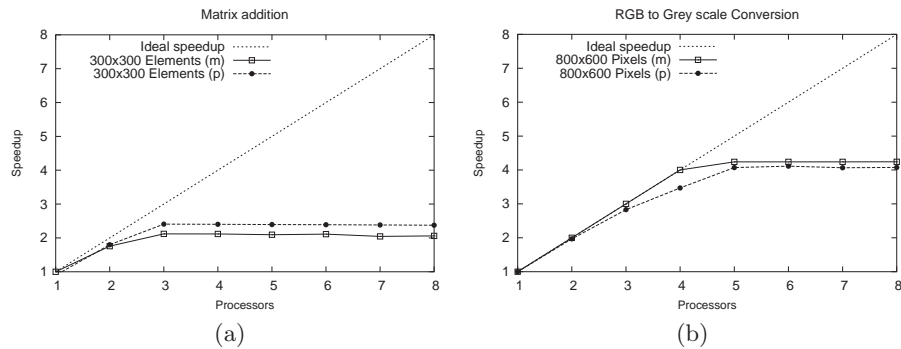 Matrix addition
Ideal speedup
300x300 Elements (m)
300x300 Elements (p)
8
7
6
5
4
3
2
1
Speedup
1 2 3 4 5 6 7 8
Processors
(a)
RGB to Grey scale Conversion
Ideal speedup
800x600 Pixels (m)
800x600 Pixels (p)
8
7
6
5
4
3
2
1
Speedup
1 2 3 4 5 6 7 8
Processors
(b)